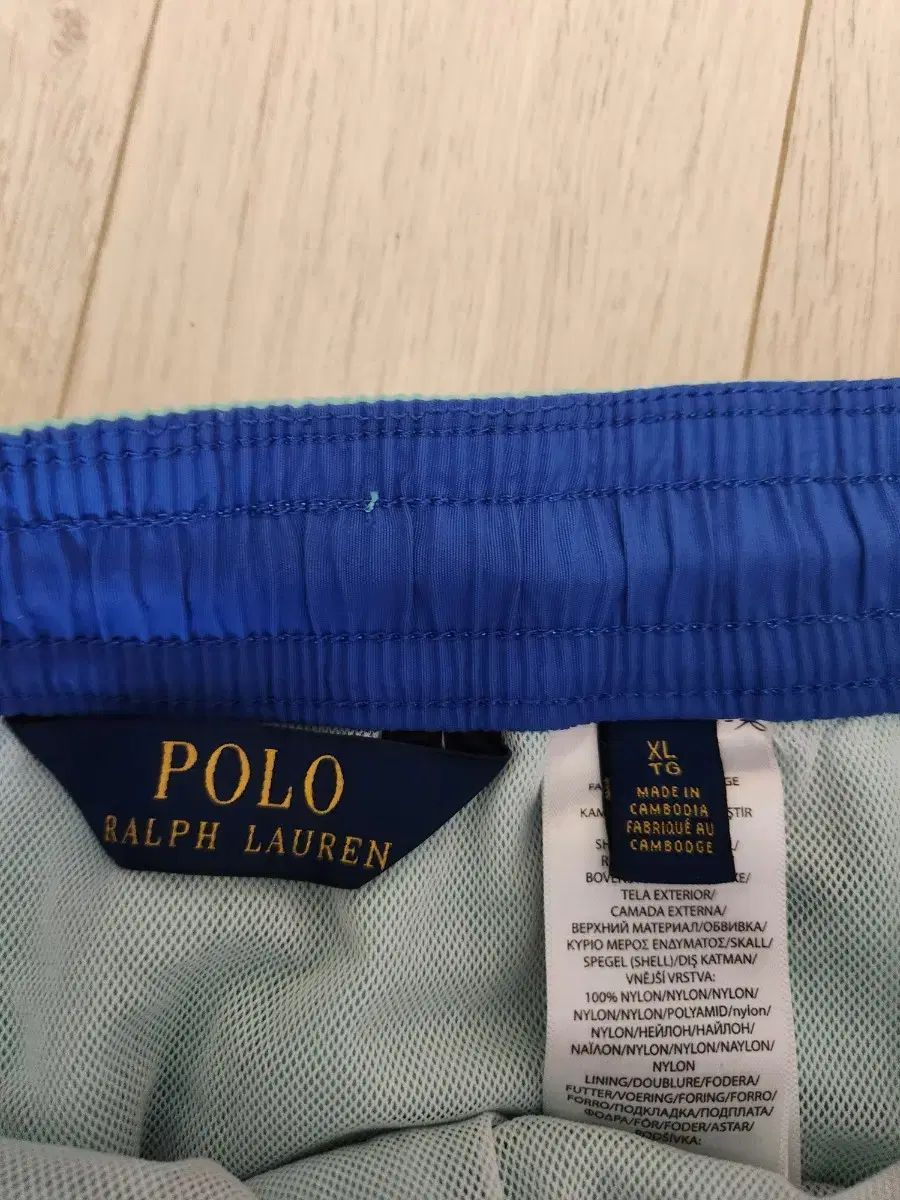 POLO
RALPH LAUREN
XL
TG
MADE IN
CAMBODIA
FABRIQUÉ AU
CAMBODGE
TELA EXTERIOR/
CAMADA EXTERNA/
ВЕРХНИЙ МАТЕРИАЛ/ОБВИВКА/
ΚΥΡΙΟ ΜΕΡΟΣ ΕΝΔΥΜΑΤΟΣ/SKALL/
SPEGEL (SHELL)/DIŞ KATMAN/
VNĚJŠÍ VRSTVA:
100% NYLON/NYLON/NYLON/
NYLON/NYLON/POLYAMID/nylon/
NYLON/НЕЙЛОН/НАЙЛОН/
ΝΑΪΛΟΝ/NYLON/NYLON/NAYLON/
NYLON
LINING/DOUBLURE/FODERA/
FUTTER/VOERING/FORING/FORRO/
FORRO/ПОДКЛАДКА/ПОДПЛАТА/
ΦΟΔΡΑ/FÓR/FODER/ASTAR/
PODŠÍVKA: